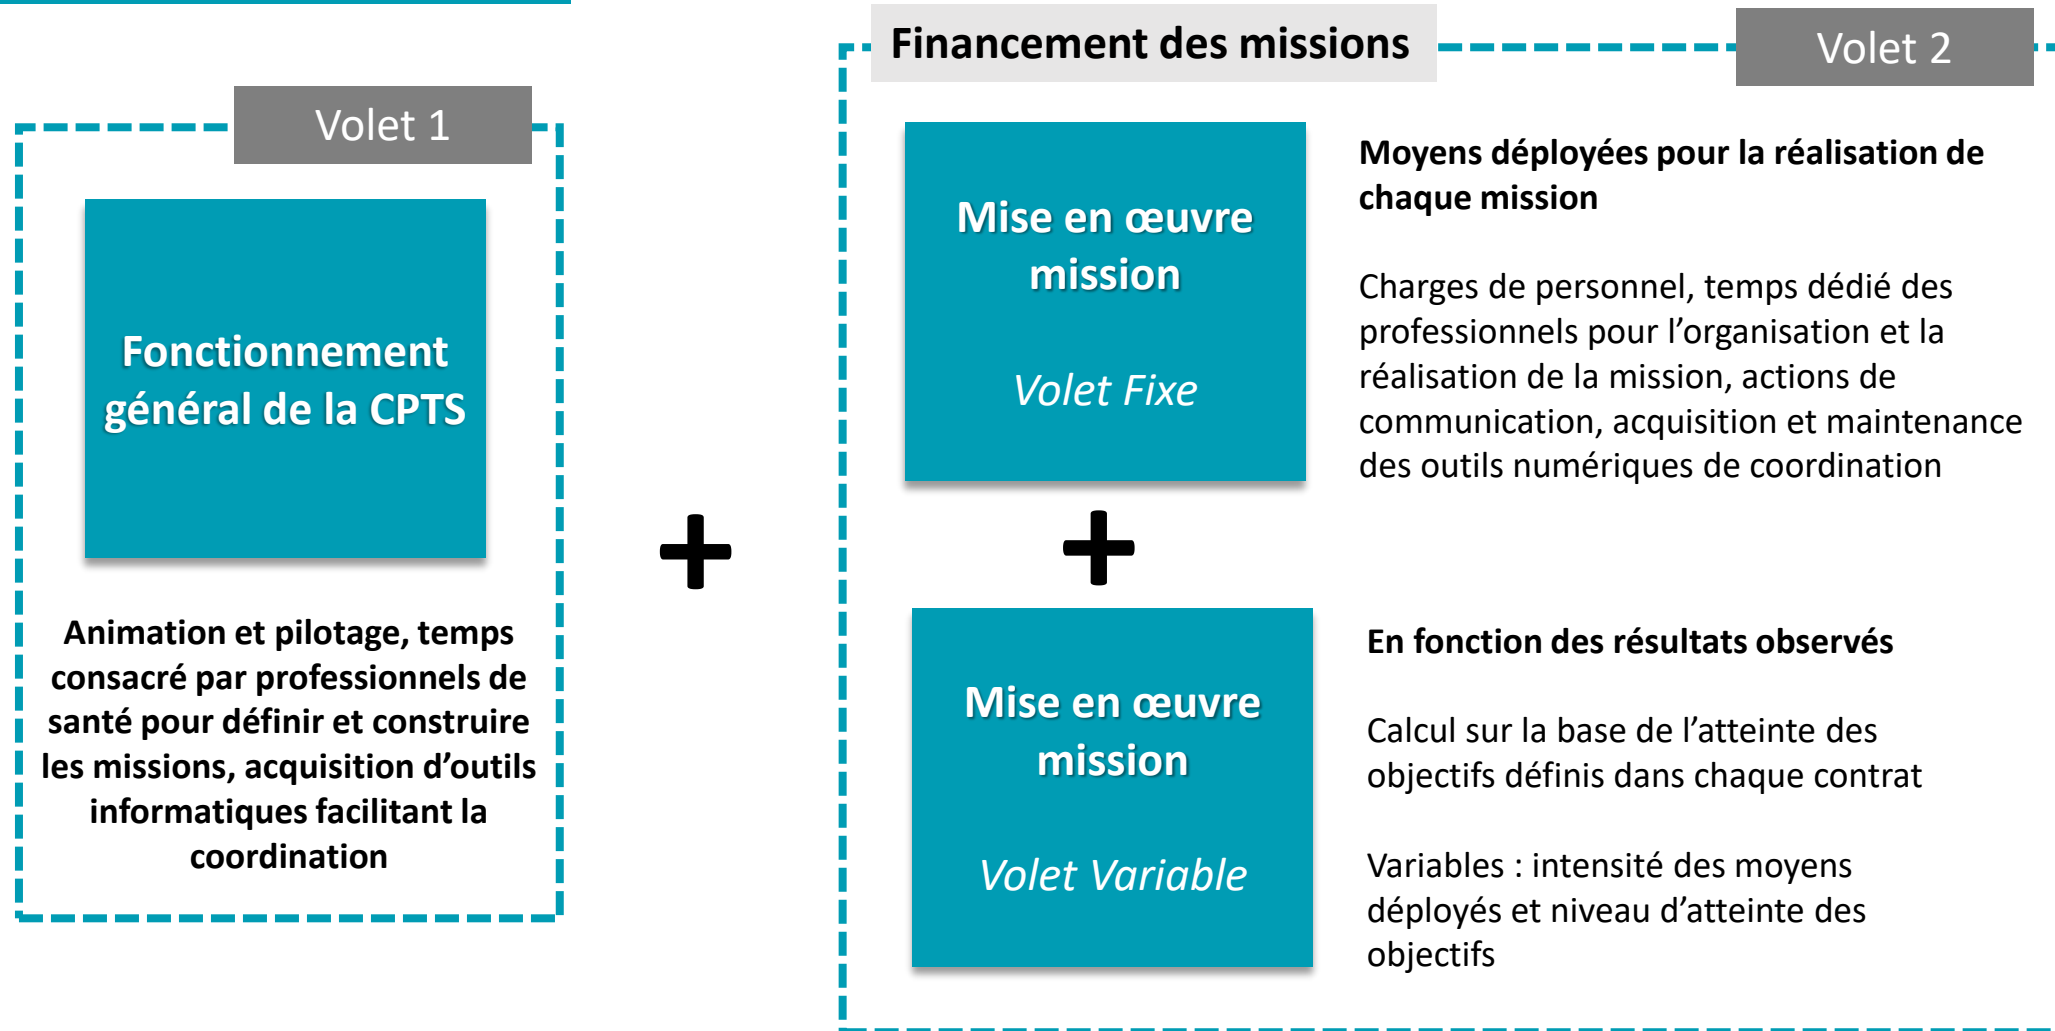 Volet 1
Fonctionnement
général de la CPTS
Animation et pilotage, temps
consacré par professionnels de
santé pour définir et construire
les missions, acquisition d’outils
informatiques facilitant la
coordination
+
Financement des missions
Volet 2
Mise en œuvre
mission
Volet Fixe
Moyens déployées pour la réalisation de
chaque mission
Charges de personnel, temps dédié des
professionnels pour l’organisation et la
réalisation de la mission, actions de
communication, acquisition et maintenance
des outils numériques de coordination
+
Mise en œuvre
mission
Volet Variable
En fonction des résultats observés
Calcul sur la base de l’atteinte des
objectifs définis dans chaque contrat
Variables : intensité des moyens
déployés et niveau d’atteinte des
objectifs